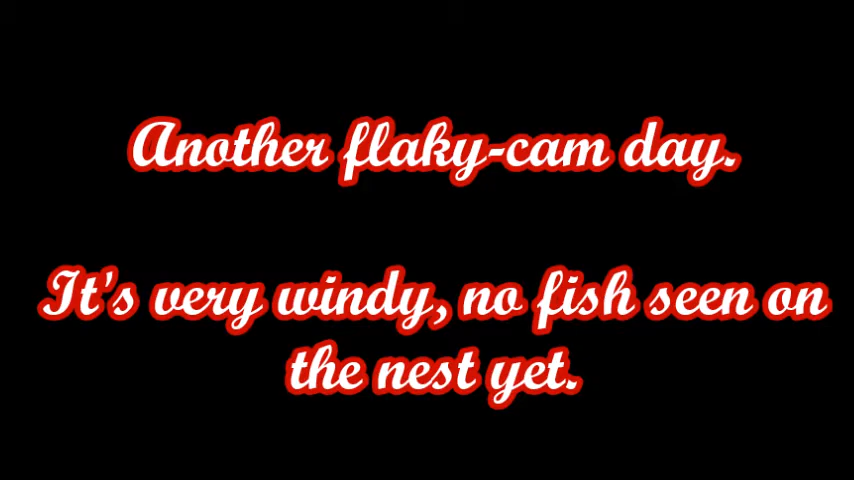 Another flaky-cam day.
It's very windy, no fish seen on
the nest yet.